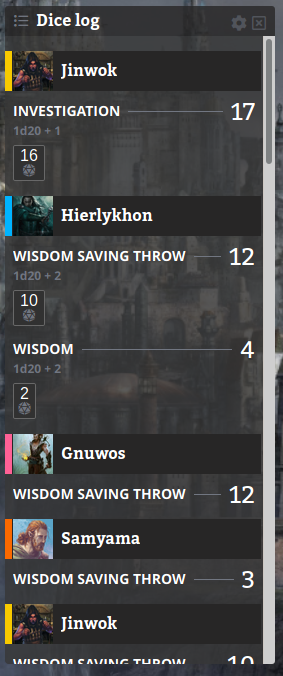 Dice log
Jinwok
INVESTIGATION 17
1d20 + 1
16
Hierlykhon
WISDOM SAVING THROW 12
1d20 + 2
10
WISDOM 4
1d20 + 2
2
Gnuwos
WISDOM SAVING THROW 12
Samyama
WISDOM SAVING THROW 3
Jinwok
WISDOM SAVING THROW 10